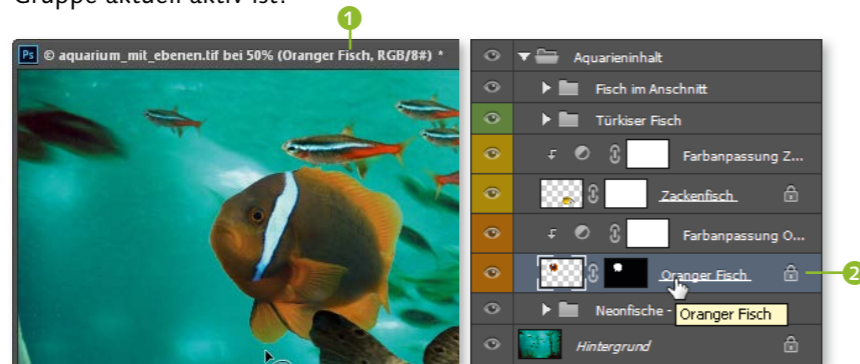 Gruppe aktuell aktiv ist?
1
Ps © aquarium_mit_ebenen.tif bei 50% (Oranger Fisch, RGB/8#) *
Aquarieninhalt
Fisch im Anschnitt
Türkiser Fisch
Farbanpassung Z...
Zackenfisch
Farbanpassung O...
Oranger Fisch
2
Neonfische -
Oranger Fisch
Hintergrund